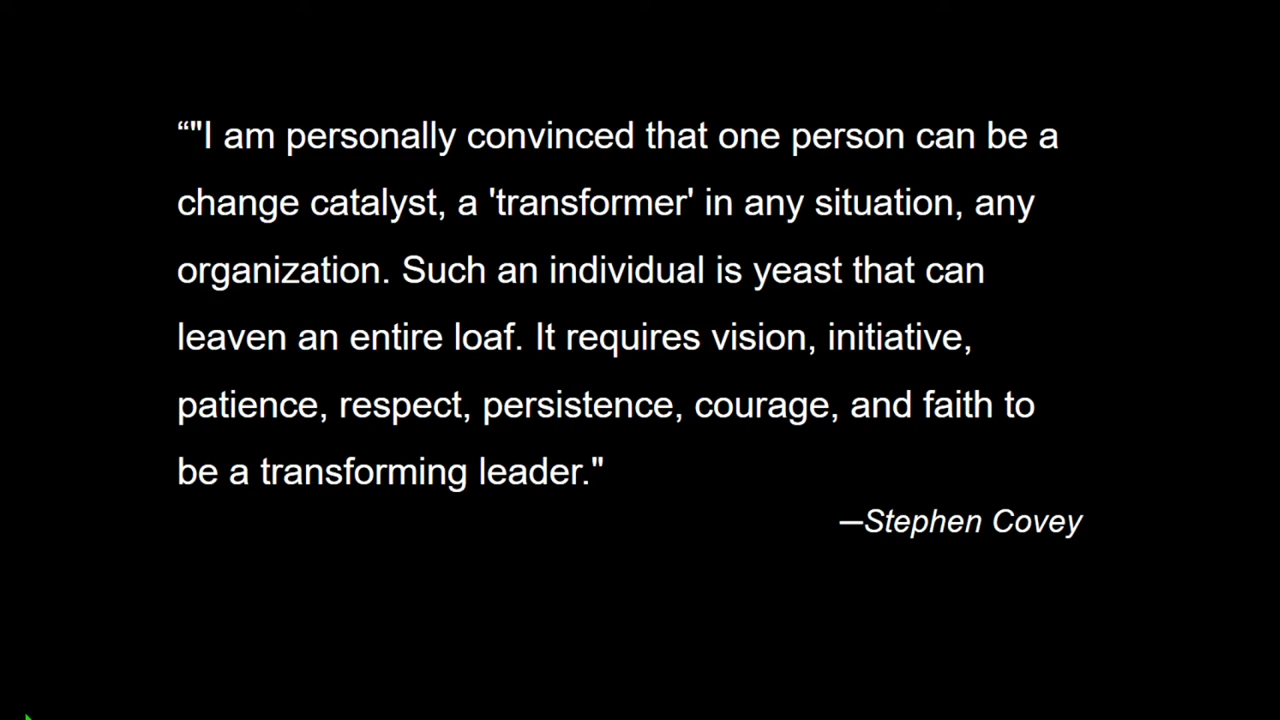 “"I am personally convinced that one person can be a
change catalyst, a 'transformer' in any situation, any
organization. Such an individual is yeast that can
leaven an entire loaf. It requires vision, initiative,
patience, respect, persistence, courage, and faith to
be a transforming leader."
—Stephen Covey